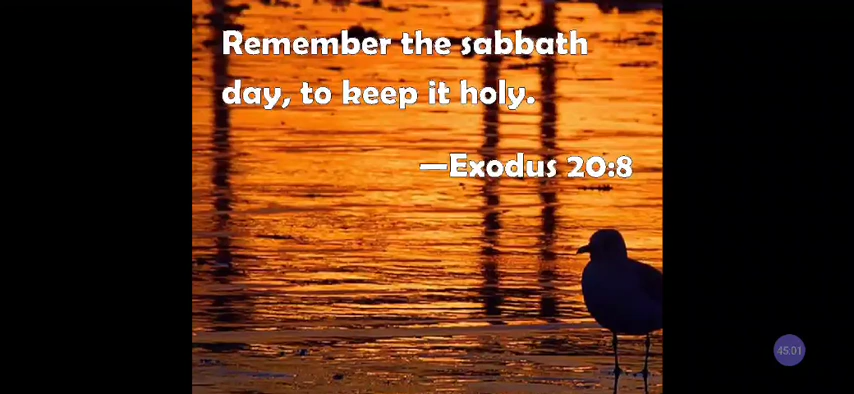 Remember the sabbath
day, to keep it holy.
—Exodus 20:8
45.01